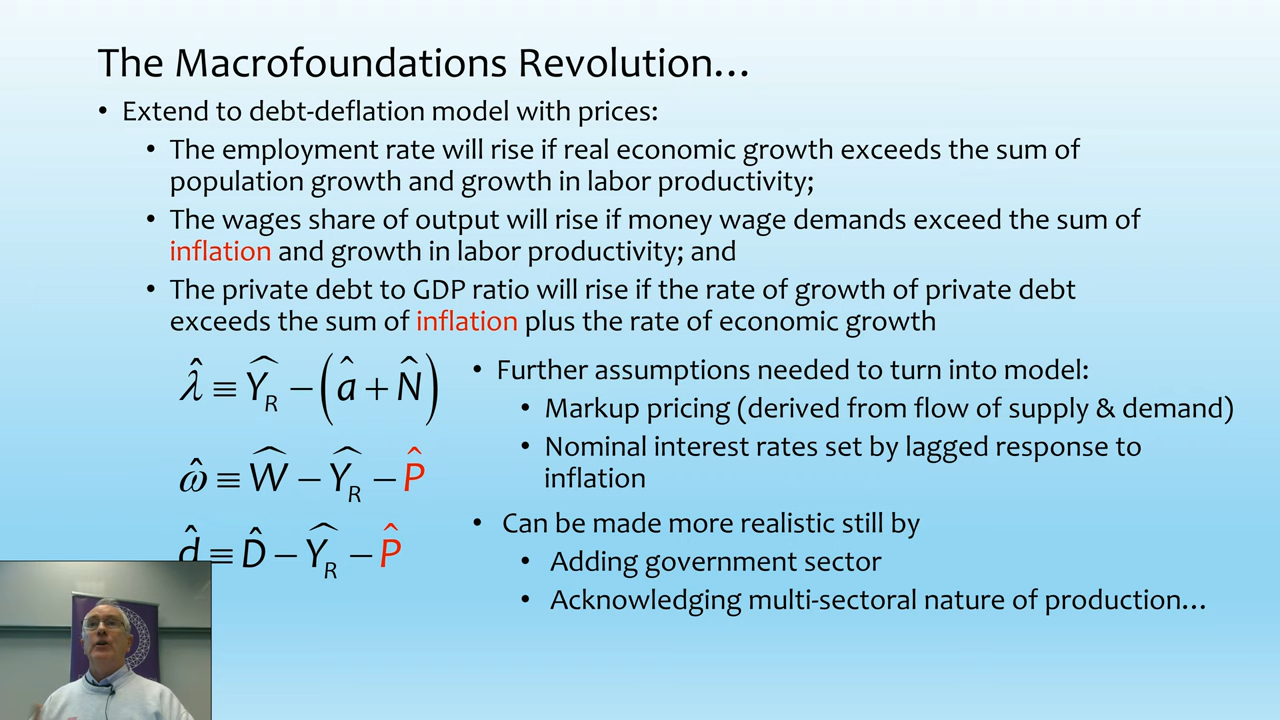 The Macrofoundations Revolution…
• Extend to debt-deflation model with prices:
• The employment rate will rise if real economic growth exceeds the sum of
population growth and growth in labor productivity;
• The wages share of output will rise if money wage demands exceed the sum of
inflation and growth in labor productivity; and
• The private debt to GDP ratio will rise if the rate of growth of private debt
exceeds the sum of inflation plus the rate of economic growth
λ̂ ≡ Ŷ_R − (â + N̂)
ω̂ ≡ Ŵ − Ŷ_R − P̂
d̂ ≡ D̂ − Ŷ_R − P̂
• Further assumptions needed to turn into model:
• Markup pricing (derived from flow of supply & demand)
• Nominal interest rates set by lagged response to
inflation
• Can be made more realistic still by
• Adding government sector
• Acknowledging multi-sectoral nature of production…